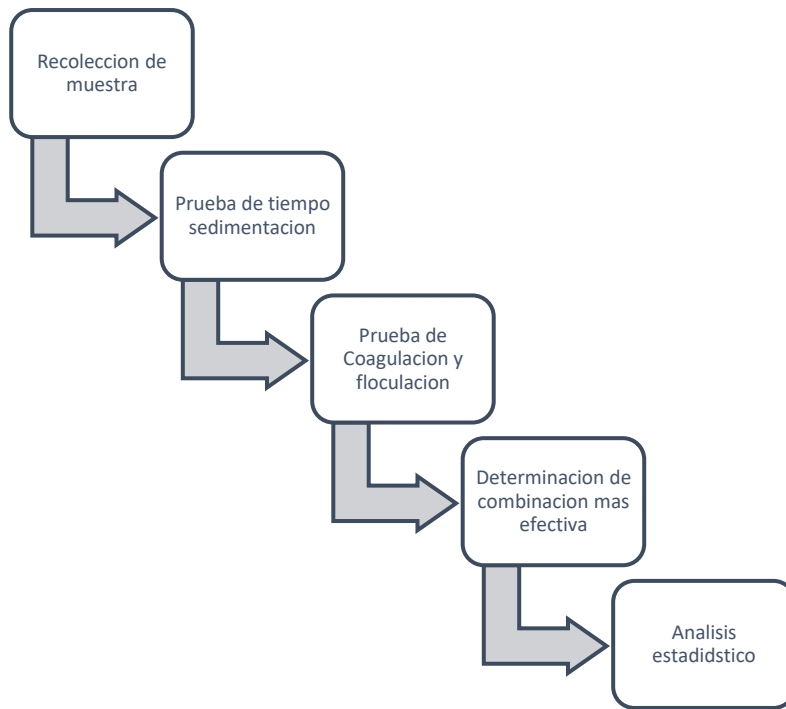 Recoleccion de
muestra
Prueba de tiempo
sedimentacion
Prueba de
Coagulacion y
floculacion
Determinacion de
combinacion mas
efectiva
Analisis
estadidstico